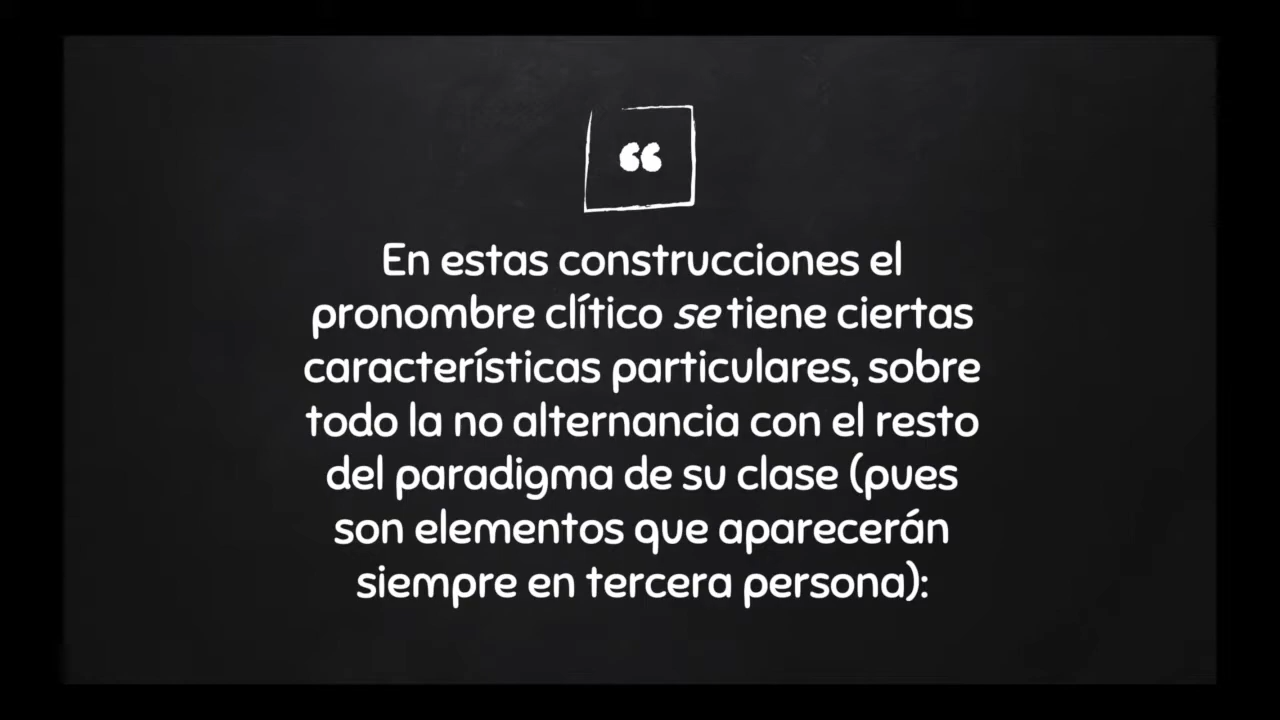 “
En estas construcciones el
pronombre clítico se tiene ciertas
características particulares, sobre
todo la no alternancia con el resto
del paradigma de su clase (pues
son elementos que aparecerán
siempre en tercera persona):